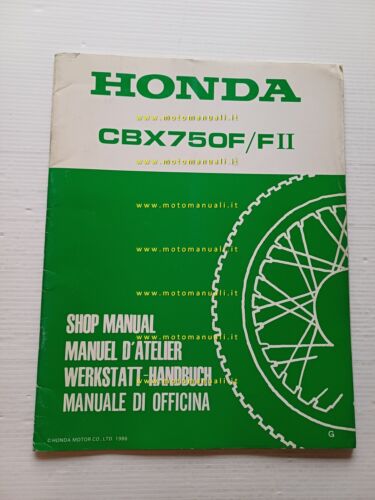 HONDA
www.motomanuali.it
CBX750F/FII
www.motomanuali.it
www.motomanuali.it
www.motomanuali.it
www.motomanuali.it
www.motomanuali.it
SHOP MANUAL
MANUEL D'ATELIER
WERKSTATT-HANDBUCH
MANUALE DI OFFICINA
© HONDA MOTOR CO., LTD. 1986
G